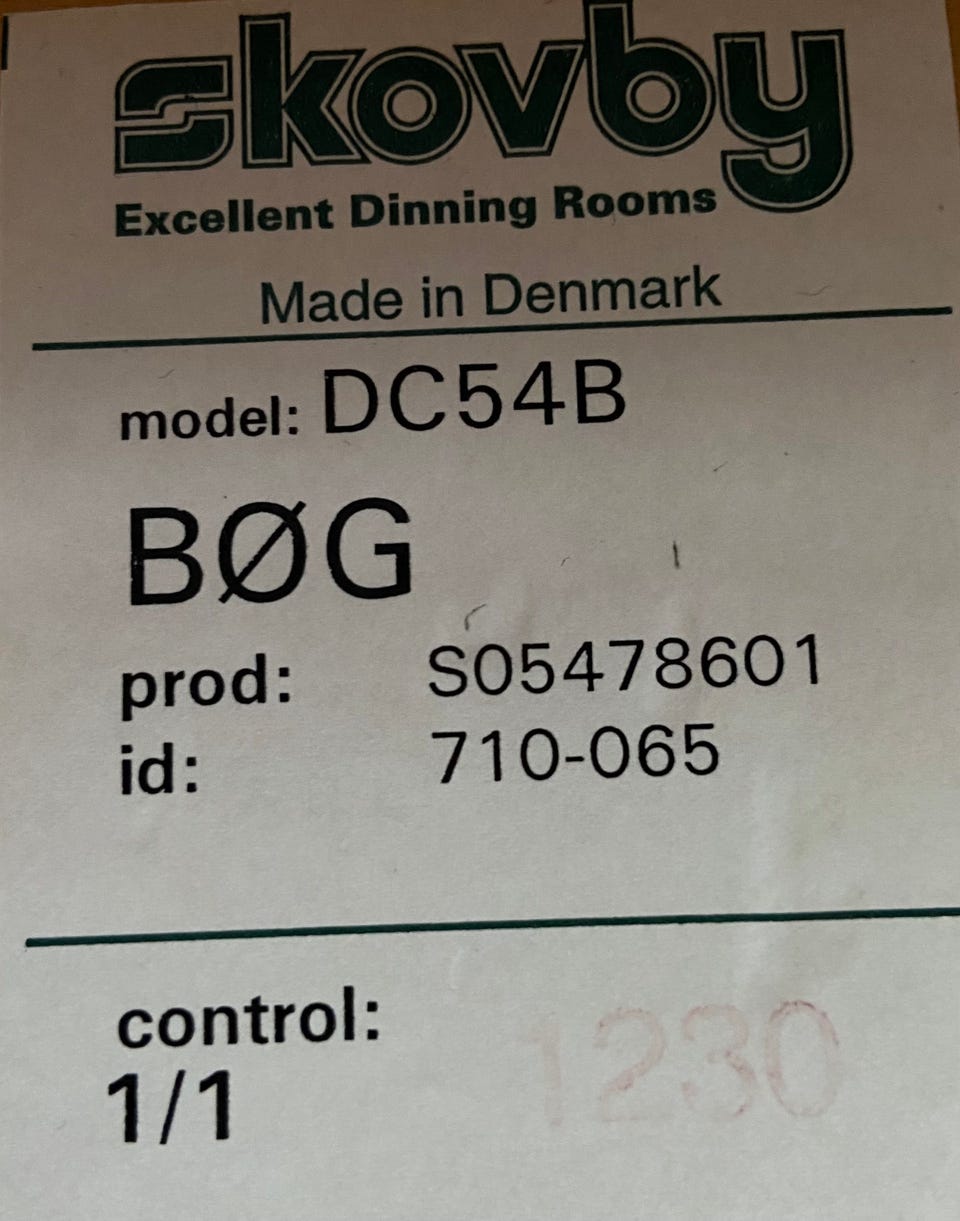 skovby
Excellent Dinning Rooms
Made in Denmark
model: DC54B
BØG
prod: S05478601
id: 710-065
control:
1/1
1230